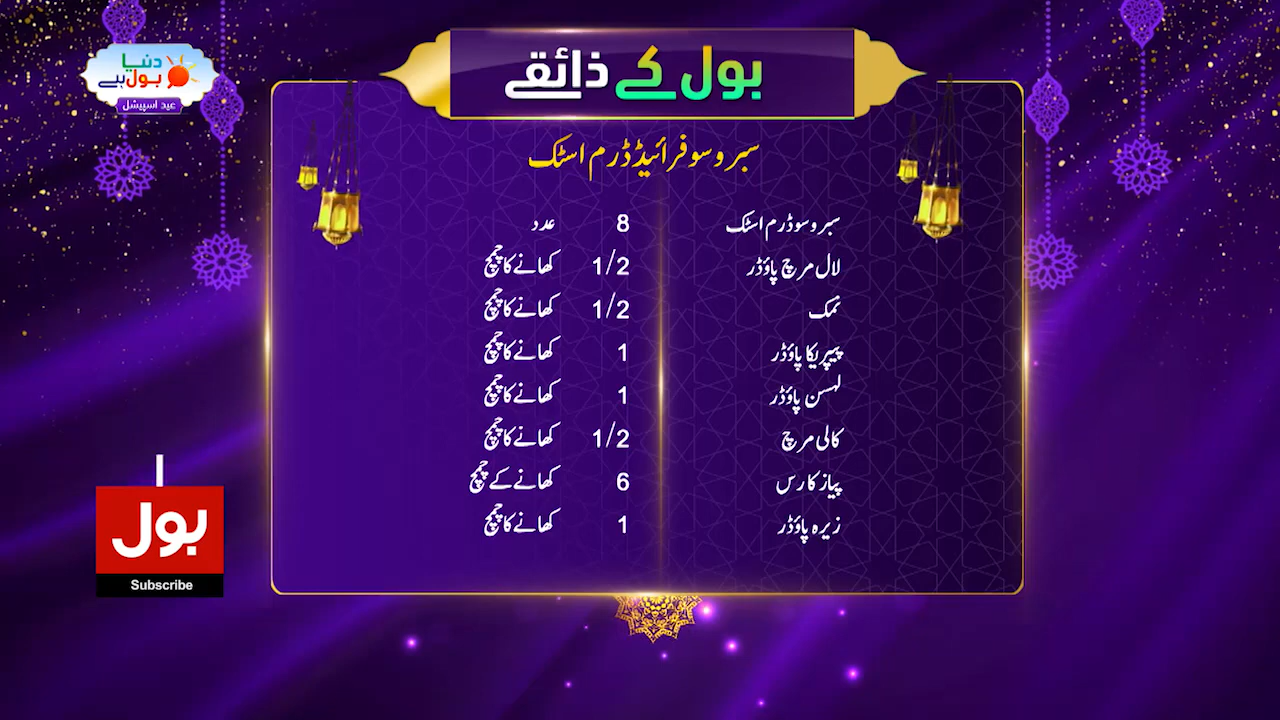 دنیا
بول ہے
عید اسپیشل
بول کے ذائقے
سبروسو فرائیڈ ڈرم اسٹک
سبروسو ڈرم اسٹک 8 عدد
لال مرچ پاؤڈر 1/2 کھانے کا چمچ
نمک 1/2 کھانے کا چمچ
پیپریکا پاؤڈر 1 کھانے کا چمچ
لہسن پاؤڈر 1 کھانے کا چمچ
کالی مرچ 1/2 کھانے کا چمچ
پیاز کا رس 6 کھانے کے چمچ
زیرہ پاؤڈر 1 کھانے کا چمچ
بول
Subscribe